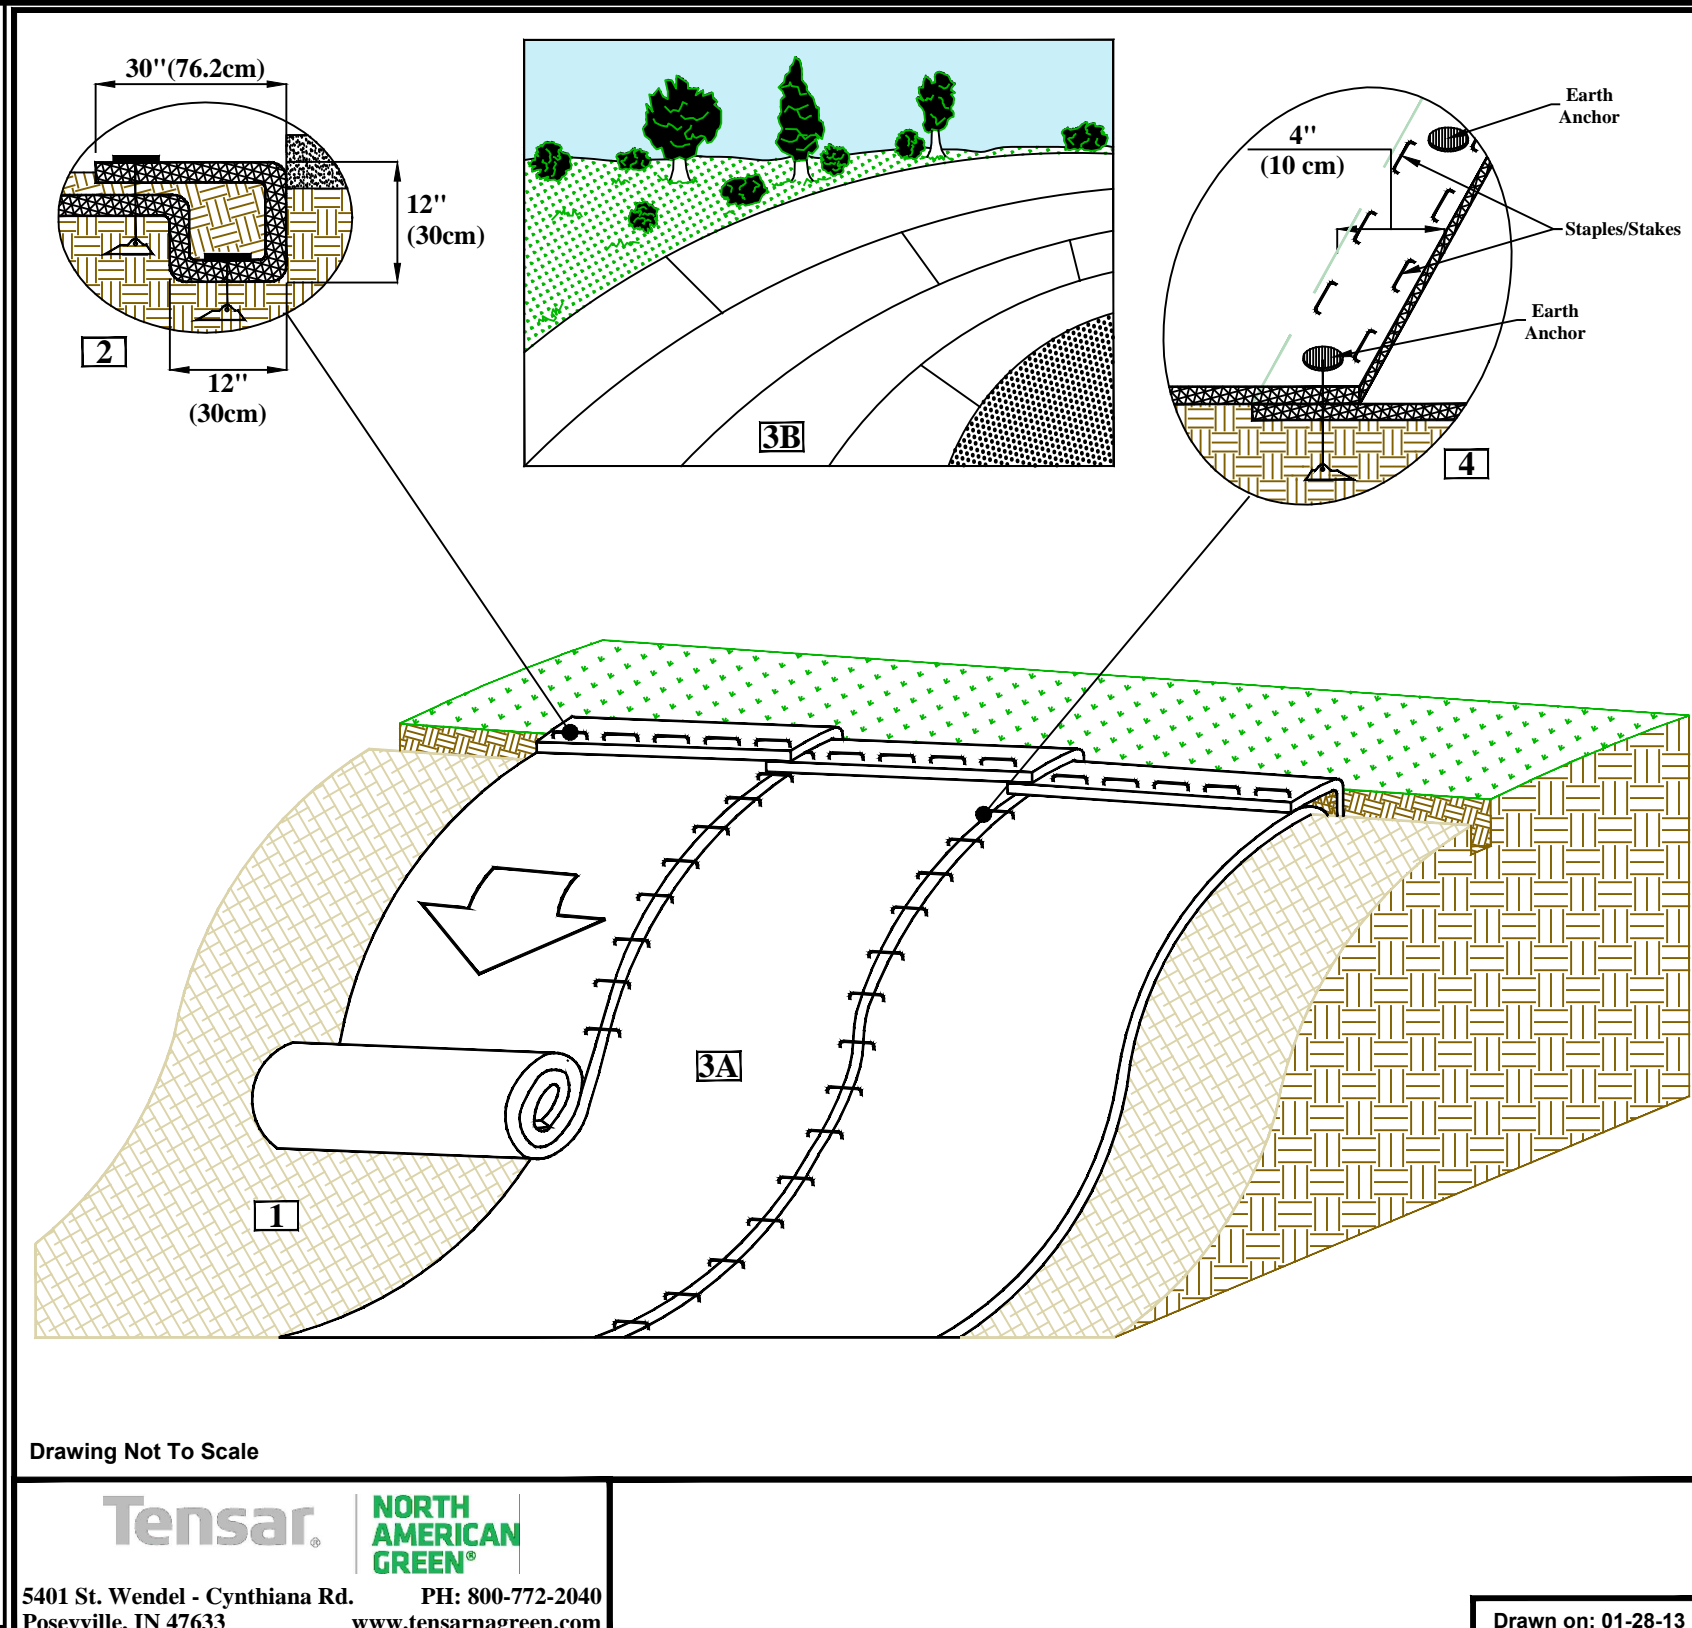 30"(76.2cm)
12"
(30cm)
2
12"
(30cm)
3B
4"
(10 cm)
Earth
Anchor
Staples/Stakes
Earth
Anchor
4
3A
1
Drawing Not To Scale
Tensar®
NORTH
AMERICAN
GREEN®
5401 St. Wendel - Cynthiana Rd. PH: 800-772-2040
Poseyville, IN 47633 www.tensarnagreen.com
Drawn on: 01-28-13